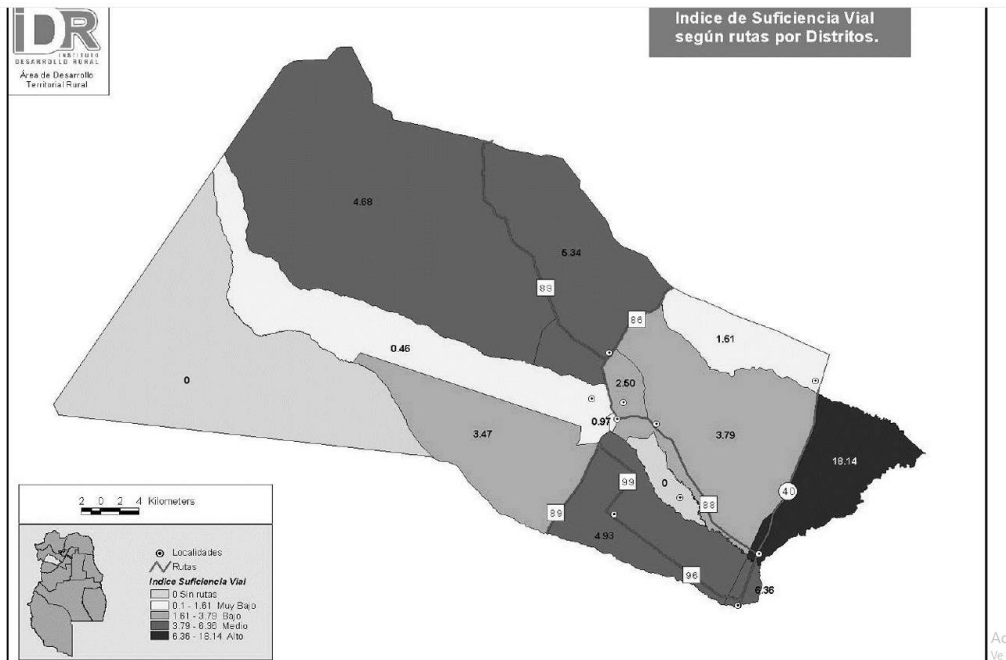 iDR
INSTITUTO
DESARROLLO RURAL
Área de Desarrollo
Territorial Rural
Indice de Suficiencia Vial
según rutas por Distritos.
4.68
5.34
89
86
1.61
0.46
0
2.50
0.97
3.47
3.79
18.14
0
99
40
89
88
4.93
96
6.36
2 0 2 4 Kilometers
Localidades
Rutas
Indice Suficiencia Vial
0 Sin rutas
0.1 - 1.61 Muy Bajo
1.61 - 3.79 Bajo
3.79 - 6.36 Medio
6.36 - 18.14 Alto